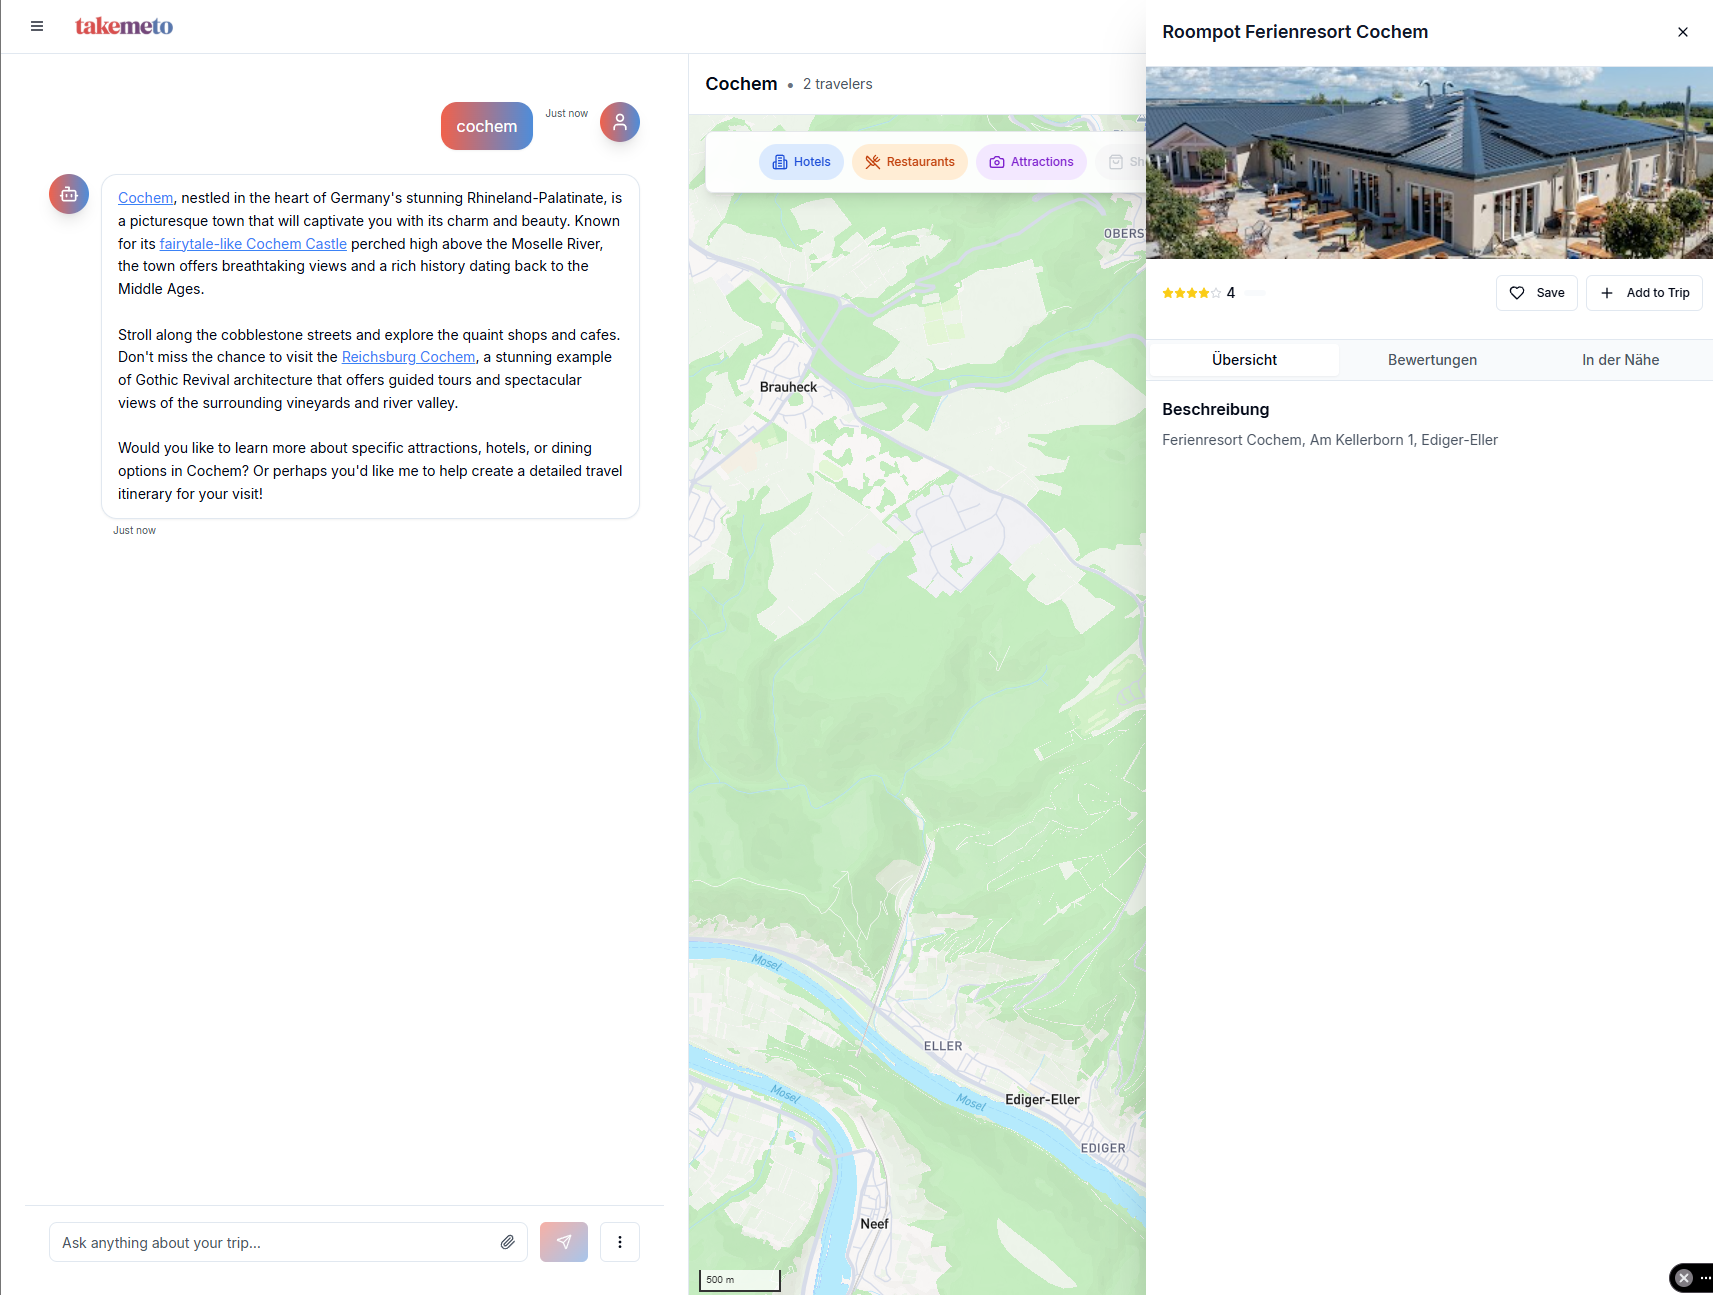 takemeto
cochem
Just now
Cochem, nestled in the heart of Germany's stunning Rhineland-Palatinate, is
a picturesque town that will captivate you with its charm and beauty. Known
for its fairytale-like Cochem Castle perched high above the Moselle River,
the town offers breathtaking views and a rich history dating back to the
Middle Ages.
Stroll along the cobblestone streets and explore the quaint shops and cafes.
Don't miss the chance to visit the Reichsburg Cochem, a stunning example
of Gothic Revival architecture that offers guided tours and spectacular
views of the surrounding vineyards and river valley.
Would you like to learn more about specific attractions, hotels, or dining
options in Cochem? Or perhaps you'd like me to help create a detailed travel
itinerary for your visit!
Just now
Ask anything about your trip...
Cochem • 2 travelers
Hotels
Restaurants
Attractions
Brauheck
Mosel
ELLER
Mosel
Mosel
Ediger-Eller
EDIGER
Neef
500 m
Roompot Ferienresort Cochem
4
Save
Add to Trip
Übersicht
Bewertungen
In der Nähe
Beschreibung
Ferienresort Cochem, Am Kellerborn 1, Ediger-Eller